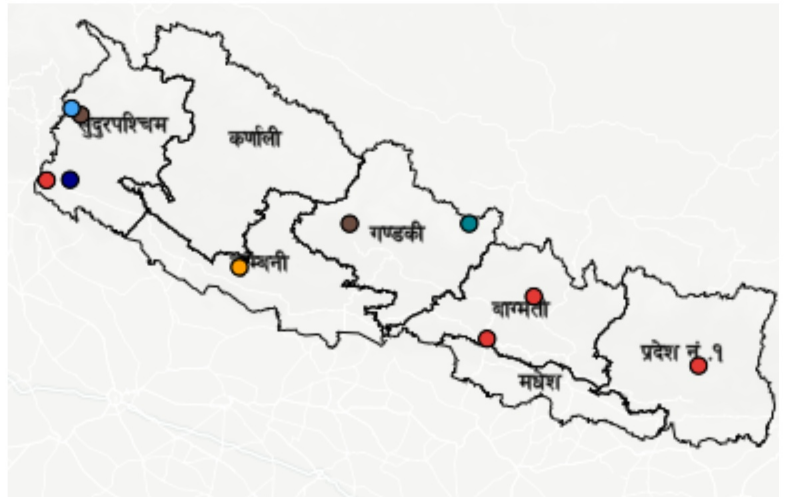 सुदुरपश्चिम
कर्णाली
गण्डकी
बाग्मती
प्रदेश नं .१
मधेश